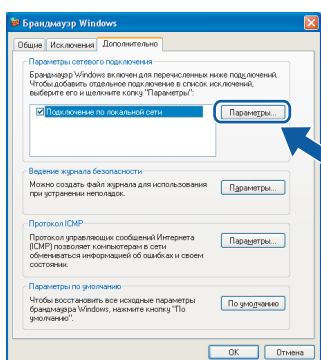 Брандмауэр Windows
Общие Исключения Дополнительно
Параметры сетевого подключения
Брандмауэр Windows включен для перечисленных ниже подключений.
Чтобы добавить отдельное подключение в список исключений,
выберите его и щелкните копку "Параметры":
Подключение по локальной сети
Параметры...
Ведение журнала безопасности
Можно создать файл журнала для использования
при устранении неполадок.
Параметры...
Протокол ICMP
Протокол управляющих сообщений Интернета
(ICMP) позволяет компьютерам в сети
обмениваться информацией об ошибках и своем
состоянии.
Параметры...
Параметры по умолчанию
Чтобы восстановить все исходные параметры
брандмауэра Windows, нажмите кнопку "По
умолчанию".
По умолчанию
ОК Отмена